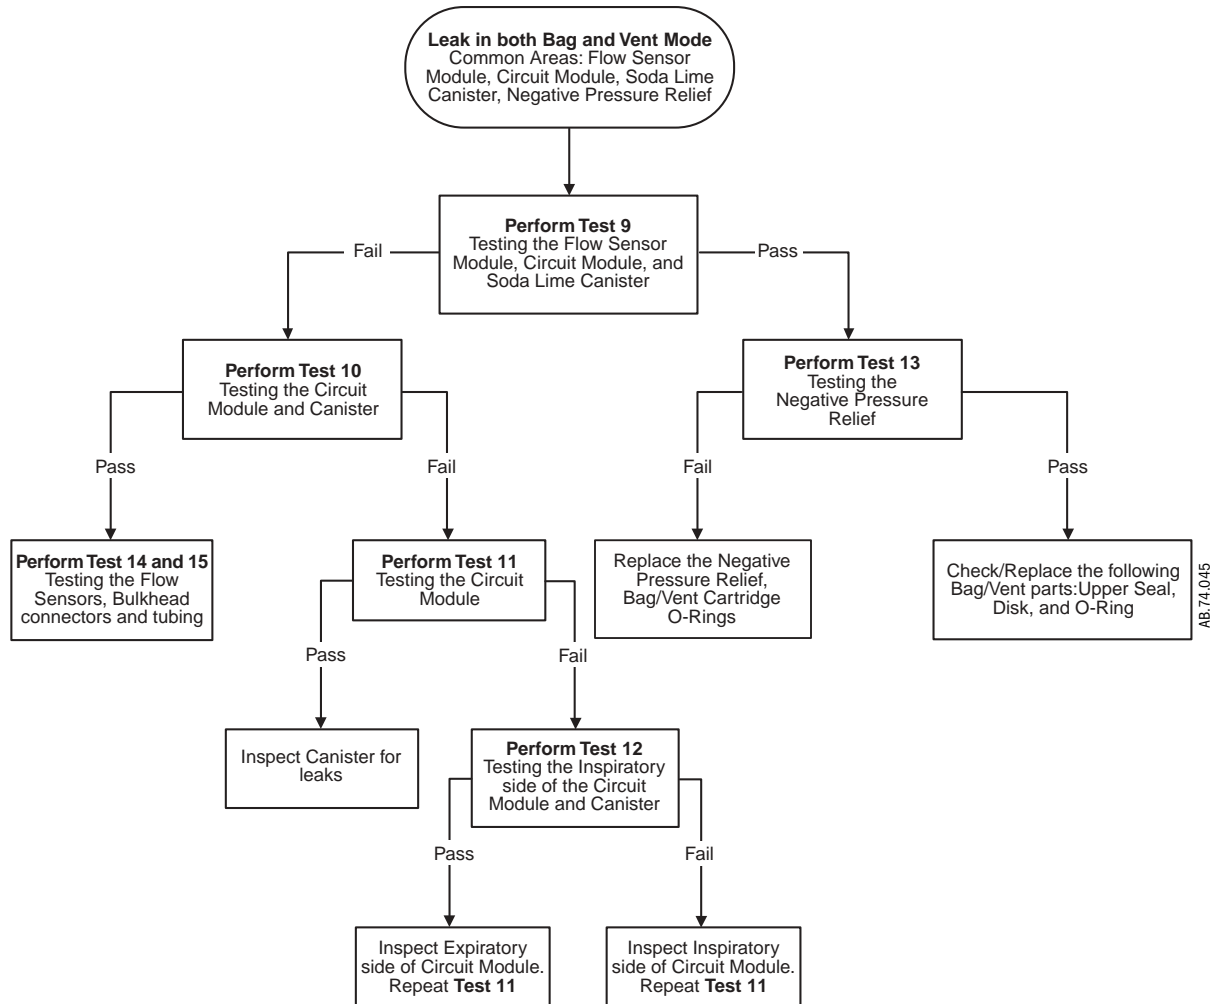 Leak in both Bag and Vent Mode
Common Areas: Flow Sensor
Module, Circuit Module, Soda Lime
Canister, Negative Pressure Relief
Perform Test 9
Testing the Flow Sensor
Module, Circuit Module, and
Soda Lime Canister
Fail
Pass
Perform Test 10
Testing the Circuit
Module and Canister
Perform Test 13
Testing the
Negative Pressure
Relief
Pass
Fail
Fail
Pass
Perform Test 14 and 15
Testing the Flow
Sensors, Bulkhead
connectors and tubing
Perform Test 11
Testing the Circuit
Module
Replace the Negative
Pressure Relief,
Bag/Vent Cartridge
O-Rings
Check/Replace the following
Bag/Vent parts:Upper Seal,
Disk, and O-Ring
AB.74.045
Pass
Fail
Inspect Canister for
leaks
Perform Test 12
Testing the Inspiratory
side of the Circuit
Module and Canister
Pass
Fail
Inspect Expiratory
side of Circuit Module.
Repeat Test 11
Inspect Inspiratory
side of Circuit Module.
Repeat Test 11